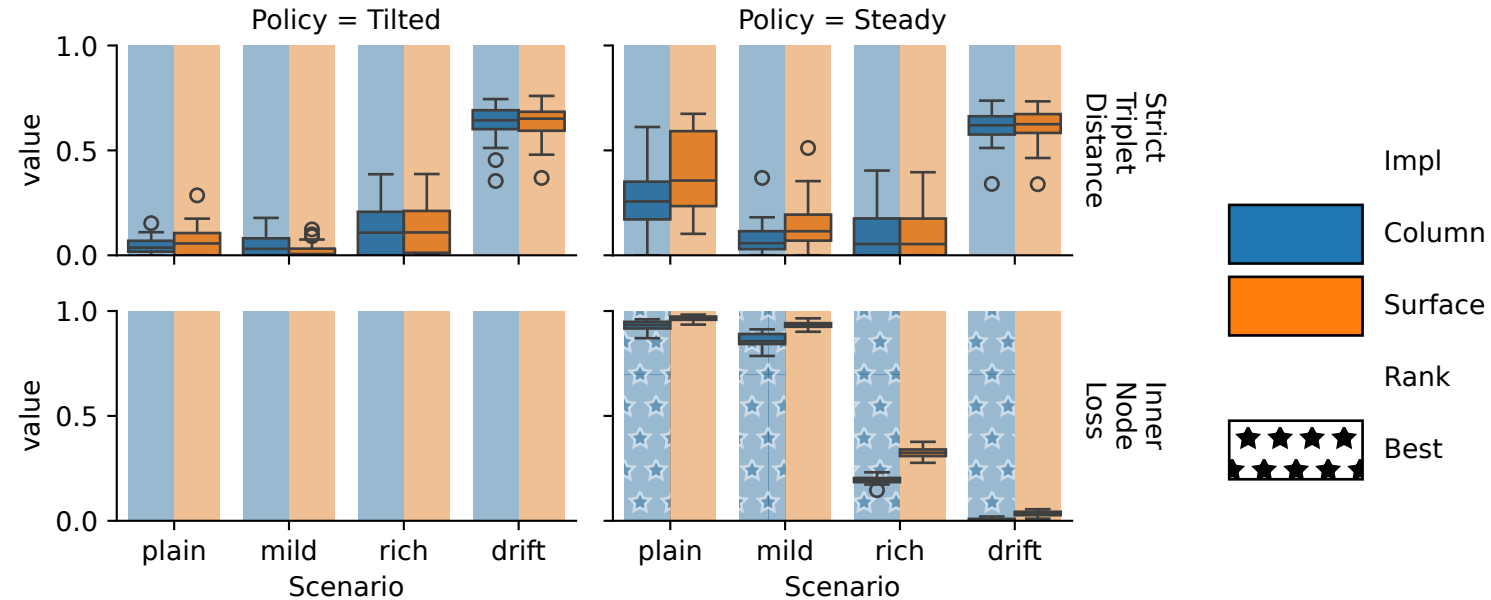 Policy = Tilted
Policy = Steady
1.0
0.5
0.0
value
Strict
Triplet
Distance
1.0
0.5
0.0
value
Inner
Node
Loss
plain mild rich drift
Scenario
plain mild rich drift
Scenario
Impl
Column
Surface
Rank
Best